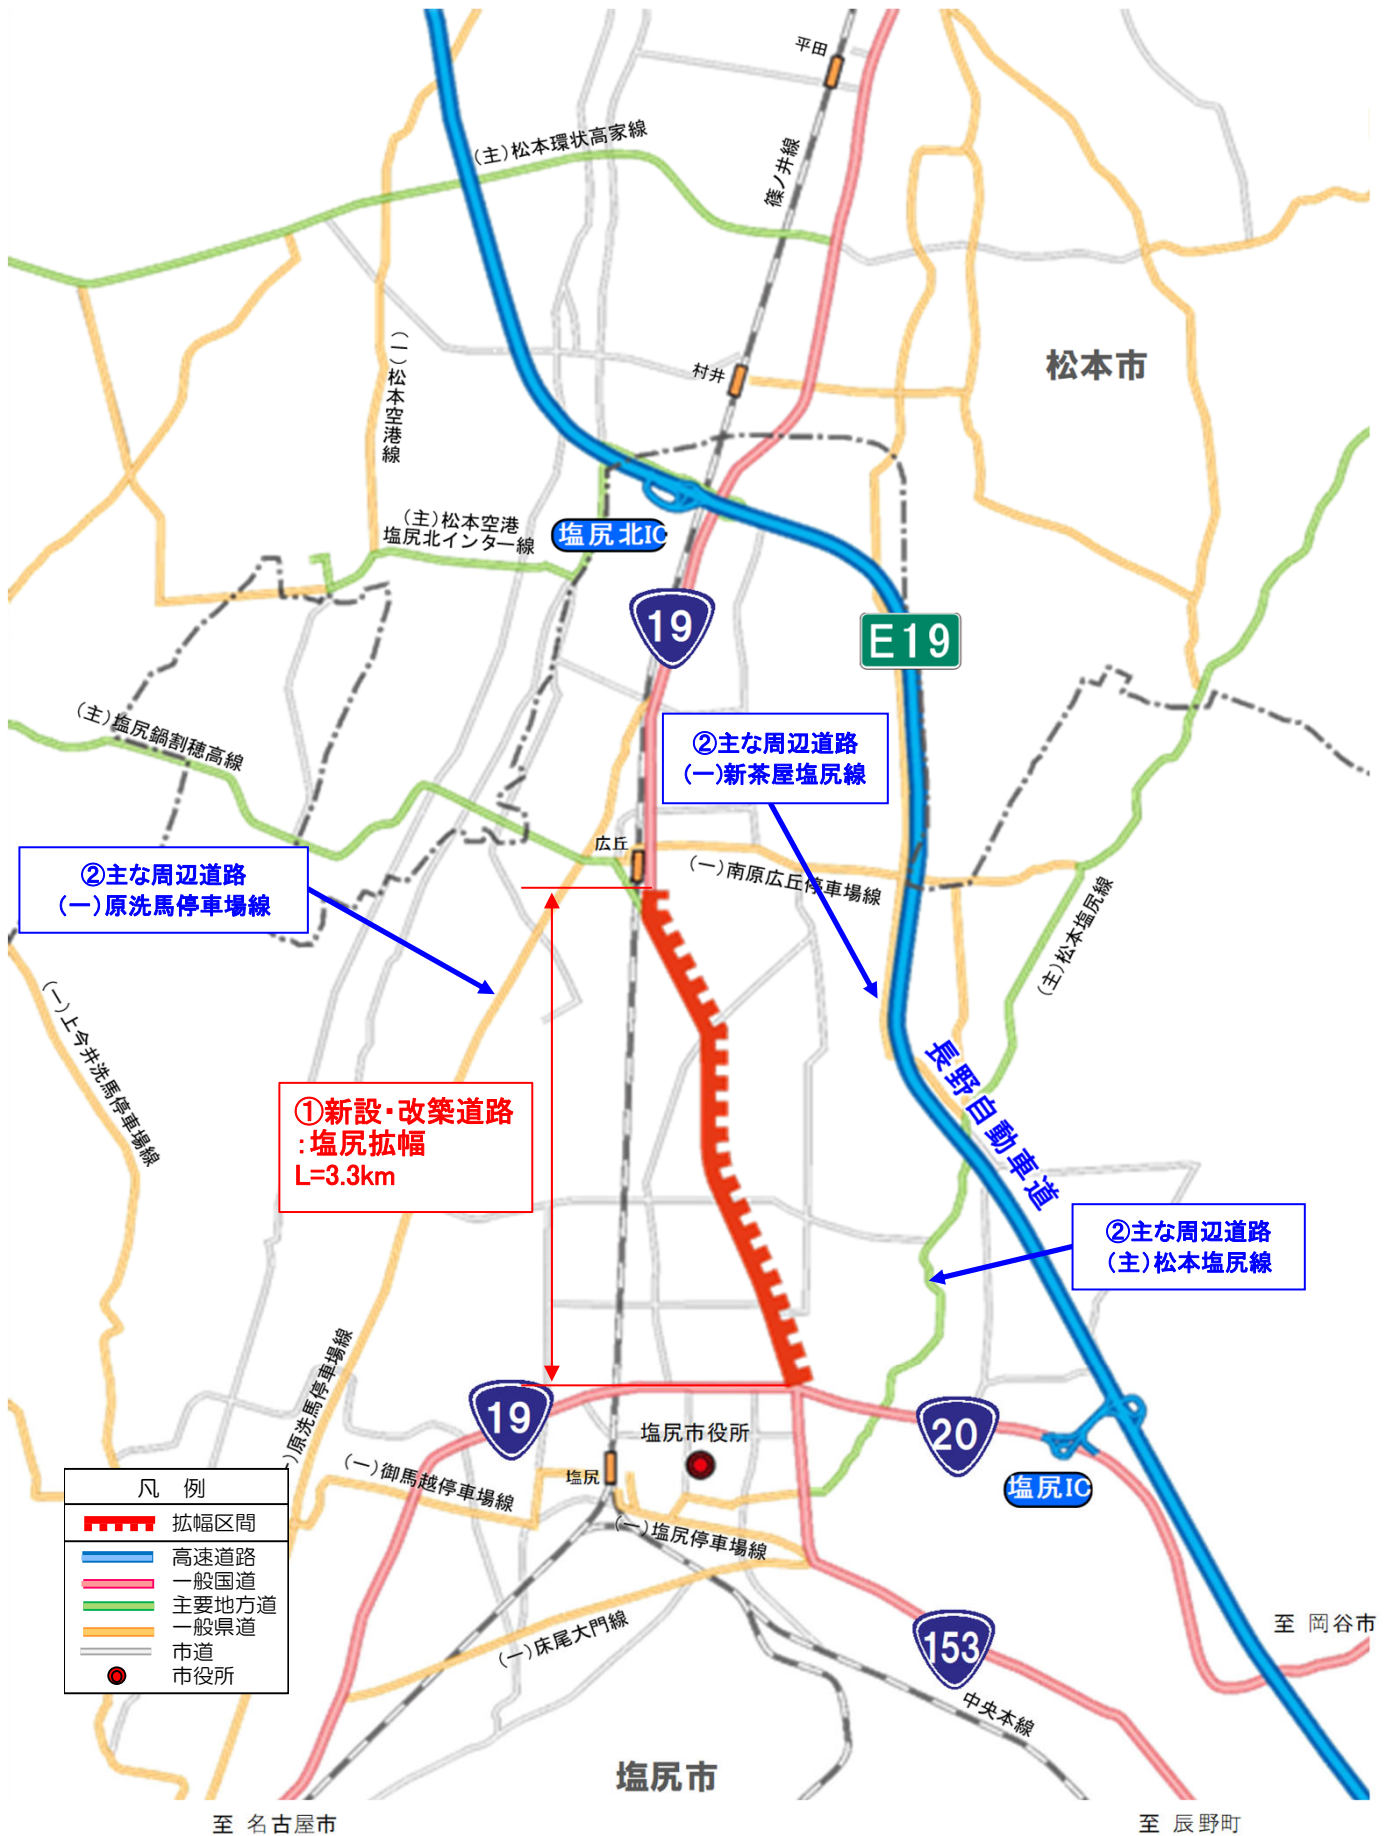 平田
(主)松本環状高家線
篠ノ井線
松本市
村井
(一)松本空港線
(主)松本空港
塩尻北インター線
塩尻北IC
19
E19
(主)塩尻鍋割穂高線
②主な周辺道路
(一)新茶屋塩尻線
広丘
(一)南原広丘停車場線
②主な周辺道路
(一)原洗馬停車場線
(主)松本塩尻線
(一)上今井洗馬停車場線
長野自動車道
①新設・改築道路
:塩尻拡幅
L=3.3km
②主な周辺道路
(主)松本塩尻線
(一)原洗馬停車場線
19
20
塩尻市役所
(一)御馬越停車場線
塩尻
塩尻IC
(一)塩尻停車場線
凡 例
拡幅区間
高速道路
一般国道
主要地方道
一般県道
市道
市役所
(一)床尾大門線
153
至 岡谷市
中央本線
塩尻市
至 名古屋市
至 辰野町